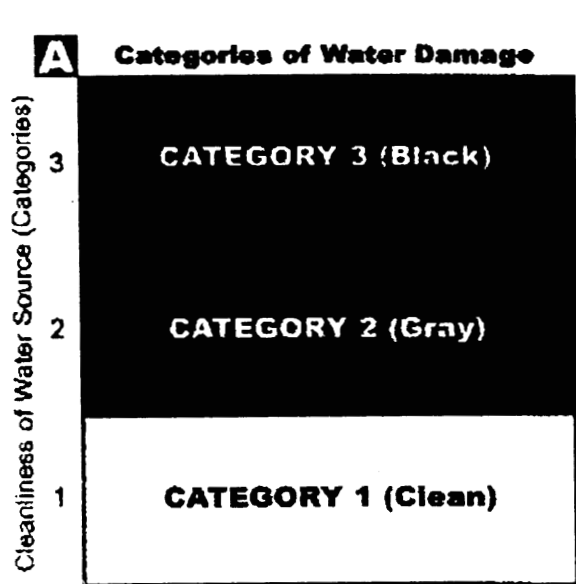 A Categories of Water Damage
Cleanliness of Water Source (Categories)
3 CATEGORY 3 (Black)
2 CATEGORY 2 (Gray)
1 CATEGORY 1 (Clean)